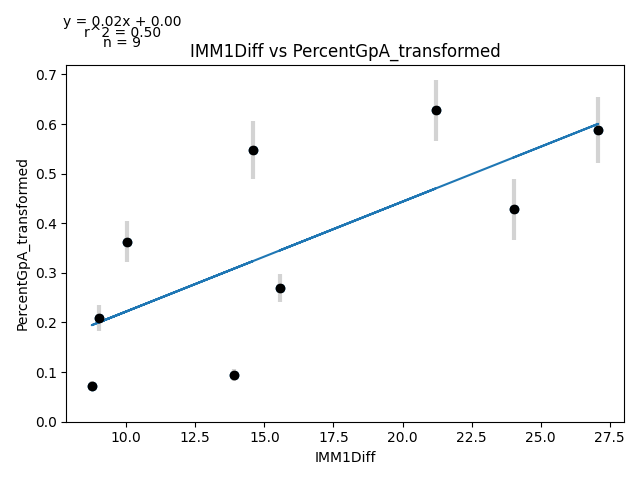 y = 0.02x + 0.00
r^2 = 0.50
n = 9
IMM1Diff vs PercentGpA_transformed
PercentGpA_transformed
0.7
0.6
0.5
0.4
0.3
0.2
0.1
0.0
10.0 12.5 15.0 17.5 20.0 22.5 25.0 27.5
IMM1Diff